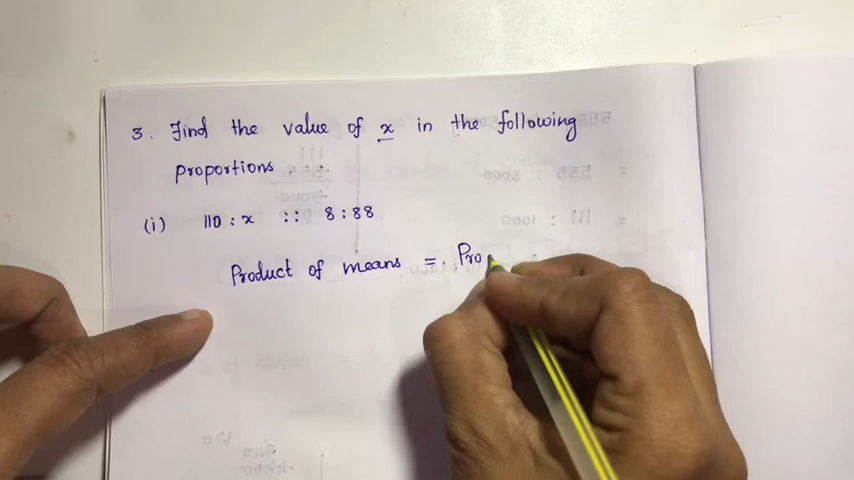 3. Find the value of x in the following
proportions.
(i) 110 : x :: 8 : 88
Product of means = Pro